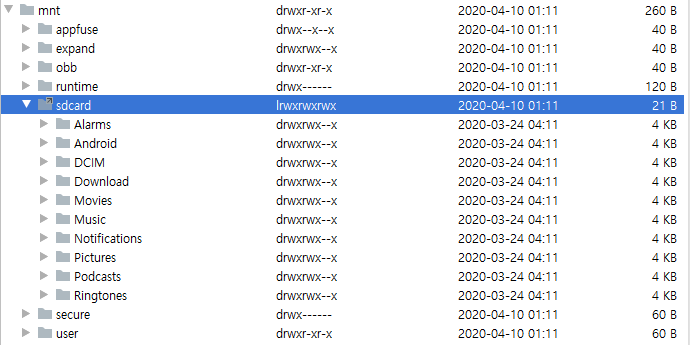 mnt drwxr-xr-x 2020-04-10 01:11 260 B
appfuse drwx--x--x 2020-04-10 01:11 40 B
expand drwxrwx--x 2020-04-10 01:11 40 B
obb drwxr-xr-x 2020-04-10 01:11 40 B
runtime drwx------ 2020-04-10 01:11 120 B
sdcard lrwxrwxrwx 2020-04-10 01:11 21 B
Alarms drwxrwx--x 2020-03-24 04:11 4 KB
Android drwxrwx--x 2020-03-24 04:11 4 KB
DCIM drwxrwx--x 2020-03-24 04:11 4 KB
Download drwxrwx--x 2020-03-24 04:11 4 KB
Movies drwxrwx--x 2020-03-24 04:11 4 KB
Music drwxrwx--x 2020-03-24 04:11 4 KB
Notifications drwxrwx--x 2020-03-24 04:11 4 KB
Pictures drwxrwx--x 2020-03-24 04:11 4 KB
Podcasts drwxrwx--x 2020-03-24 04:11 4 KB
Ringtones drwxrwx--x 2020-03-24 04:11 4 KB
secure drwx------ 2020-04-10 01:11 60 B
user drwxr-xr-x 2020-04-10 01:11 60 B